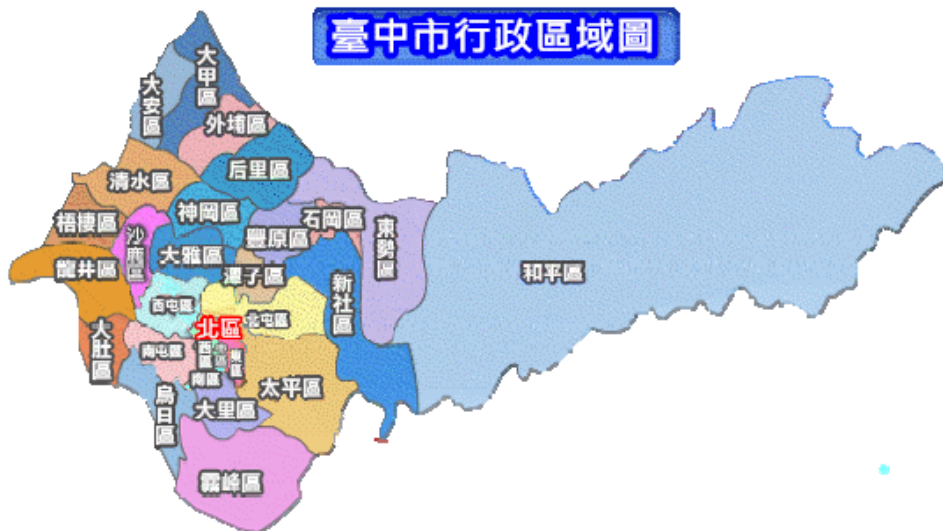 臺中市行政區域圖
大甲區
大安區
外埔區
后里區
清水區
神岡區
梧棲區
沙鹿區
石岡區
豐原區
東勢區
大雅區
龍井區
潭子區
新社區
和平區
西屯區
北屯區
北區
大肚區
南屯區
西區
中區
東區
南區
太平區
烏日區
大里區
霧峰區